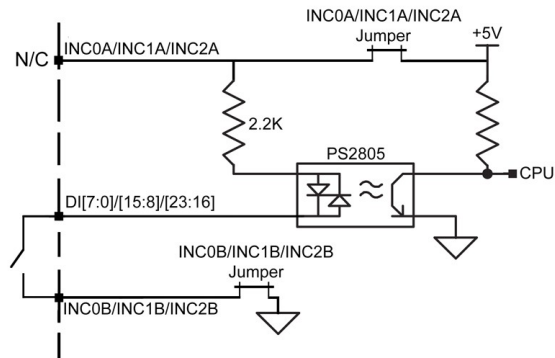 INC0A/INC1A/INC2A
Jumper
+5V
INC0A/INC1A/INC2A
N/C
2.2K
PS2805
CPU
DI[7:0]/[15:8]/[23:16]
INC0B/INC1B/INC2B
Jumper
INC0B/INC1B/INC2B